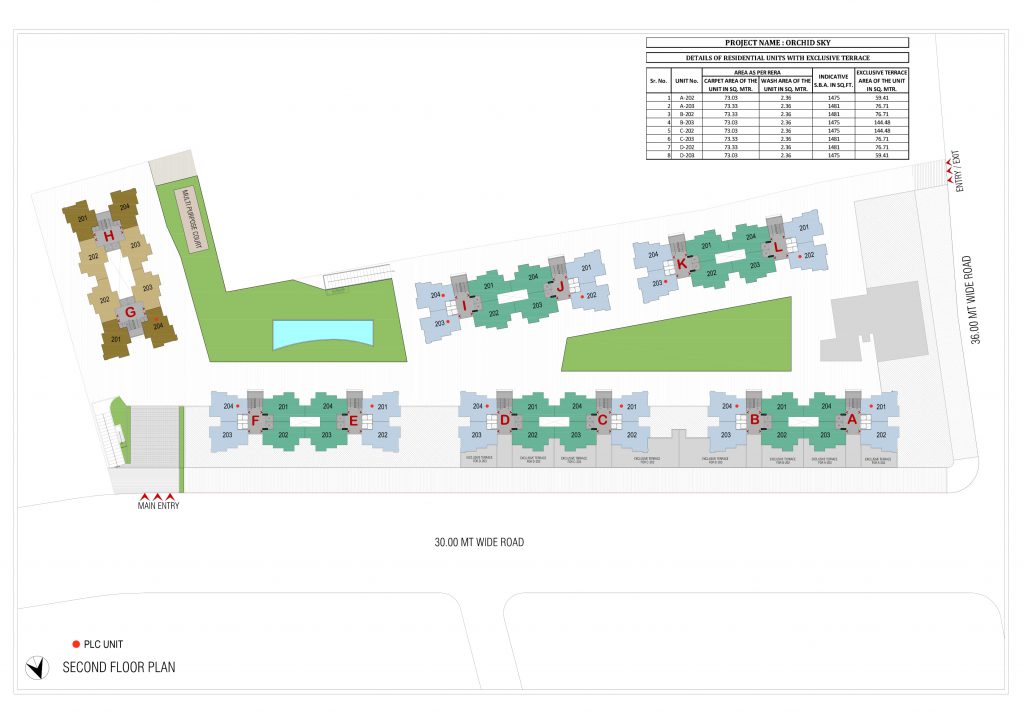 PROJECT NAME : ORCHID SKY
DETAILS OF RESIDENTIAL UNITS WITH EXCLUSIVE TERRACE
Sr. No. UNIT No. AREA AS PER RERA INDICATIVE S.B.A. IN SQ.FT. EXCLUSIVE TERRACE AREA OF THE UNIT IN SQ. MTR.
CARPET AREA OF THE UNIT IN SQ. MTR. WASH AREA OF THE UNIT IN SQ. MTR.
1 A-202 73.03 2.36 1475 59.41
2 A-203 73.33 2.36 1481 76.71
3 B-202 73.33 2.36 1481 76.71
4 B-203 73.03 2.36 1475 144.48
5 C-202 73.03 2.36 1475 144.48
6 C-203 73.33 2.36 1481 76.71
7 D-202 73.33 2.36 1481 76.71
8 D-203 73.03 2.36 1475 59.41
ENTRY / EXIT
36.00 MT WIDE ROAD
MULTI PURPOSE COURT
201 204
H
202 203
202 203
G
201 204
204 201 204 201
I J
203 202 203 202
204 201 204 201
K L
203 202 203 202
204 201 204 201
F E
203 202 203 202
204 201 204 201
D C
203 202 203 202
204 201 204 201
B A
203 202 203 202
EXCLUSIVE TERRACE
FOR D-203
EXCLUSIVE TERRACE
FOR D-202
EXCLUSIVE TERRACE
FOR C-203
EXCLUSIVE TERRACE
FOR C-202
EXCLUSIVE TERRACE
FOR B-203
EXCLUSIVE TERRACE
FOR B-202
EXCLUSIVE TERRACE
FOR A-203
EXCLUSIVE TERRACE
FOR A-202
MAIN ENTRY
30.00 MT WIDE ROAD
PLC UNIT
SECOND FLOOR PLAN